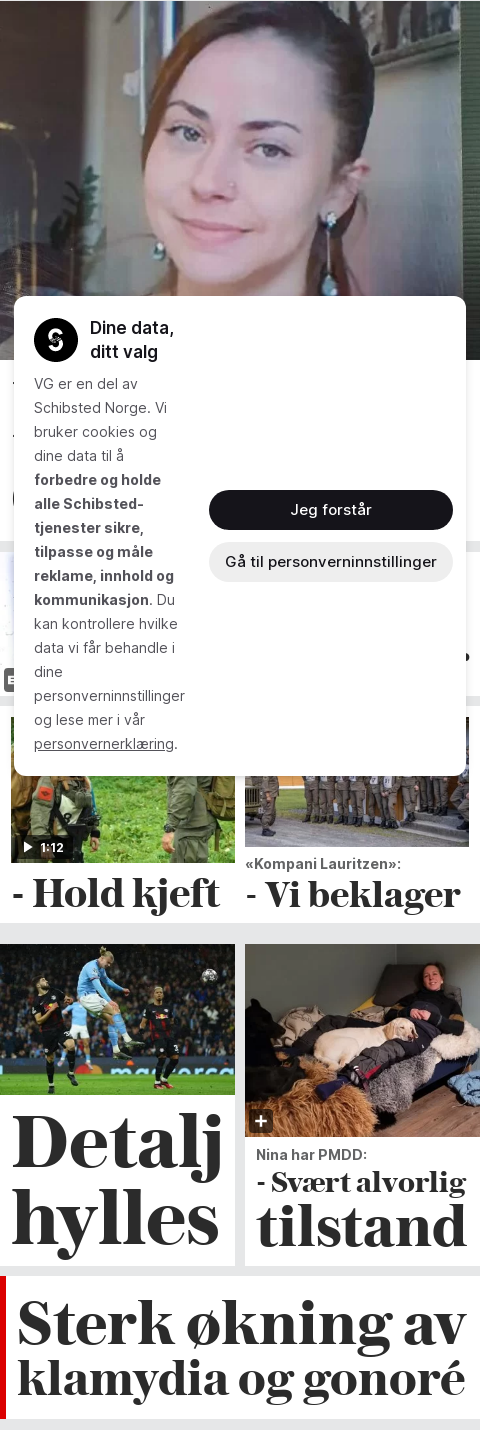 Dine data,
ditt valg
VG er en del av
Schibsted Norge. Vi
bruker cookies og
dine data til å
forbedre og holde
alle Schibsted-
tjenester sikre,
tilpasse og måle
reklame, innhold og
kommunikasjon. Du
kan kontrollere hvilke
data vi får behandle i
dine
personverninnstillinger
og lese mer i vår
personvernerklæring.
Jeg forstår
Gå til personverninnstillinger
1:12
- Hold kjeft
«Kompani Lauritzen»:
- Vi beklager
Detalj
hylles
Nina har PMDD:
- Svært alvorlig
tilstand
Sterk økning av
klamydia og gonoré